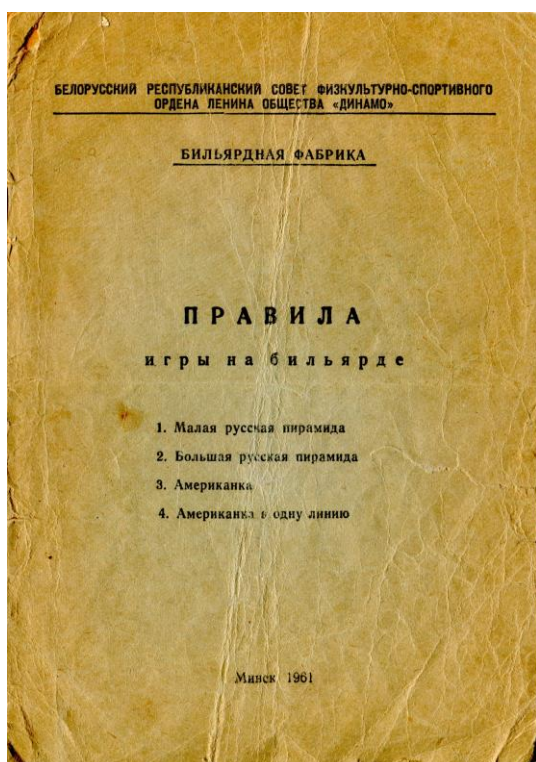 БЕЛОРУССКИЙ РЕСПУБЛИКАНСКИЙ СОВЕТ ФИЗКУЛЬТУРНО-СПОРТИВНОГО
ОРДЕНА ЛЕНИНА ОБЩЕСТВА «ДИНАМО»
БИЛЬЯРДНАЯ ФАБРИКА
ПРАВИЛА
игры на бильярде
1. Малая русская пирамида
2. Большая русская пирамида
3. Американка
4. Американка в одну линию
Минск 1961